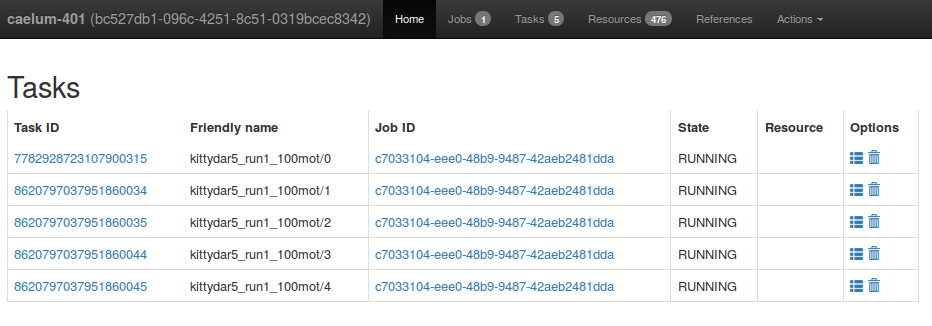 caelum-401 (bc527db1-096c-4251-8c51-0319bcec8342) Home Jobs 1 Tasks 5 Resources 476 References Actions
Tasks
Task ID Friendly name Job ID State Resource Options
7782928723107900315 kittydar5_run1_100mot/0 c7033104-eee0-48b9-9487-42aeb2481dda RUNNING
8620797037951860034 kittydar5_run1_100mot/1 c7033104-eee0-48b9-9487-42aeb2481dda RUNNING
8620797037951860035 kittydar5_run1_100mot/2 c7033104-eee0-48b9-9487-42aeb2481dda RUNNING
8620797037951860044 kittydar5_run1_100mot/3 c7033104-eee0-48b9-9487-42aeb2481dda RUNNING
8620797037951860045 kittydar5_run1_100mot/4 c7033104-eee0-48b9-9487-42aeb2481dda RUNNING